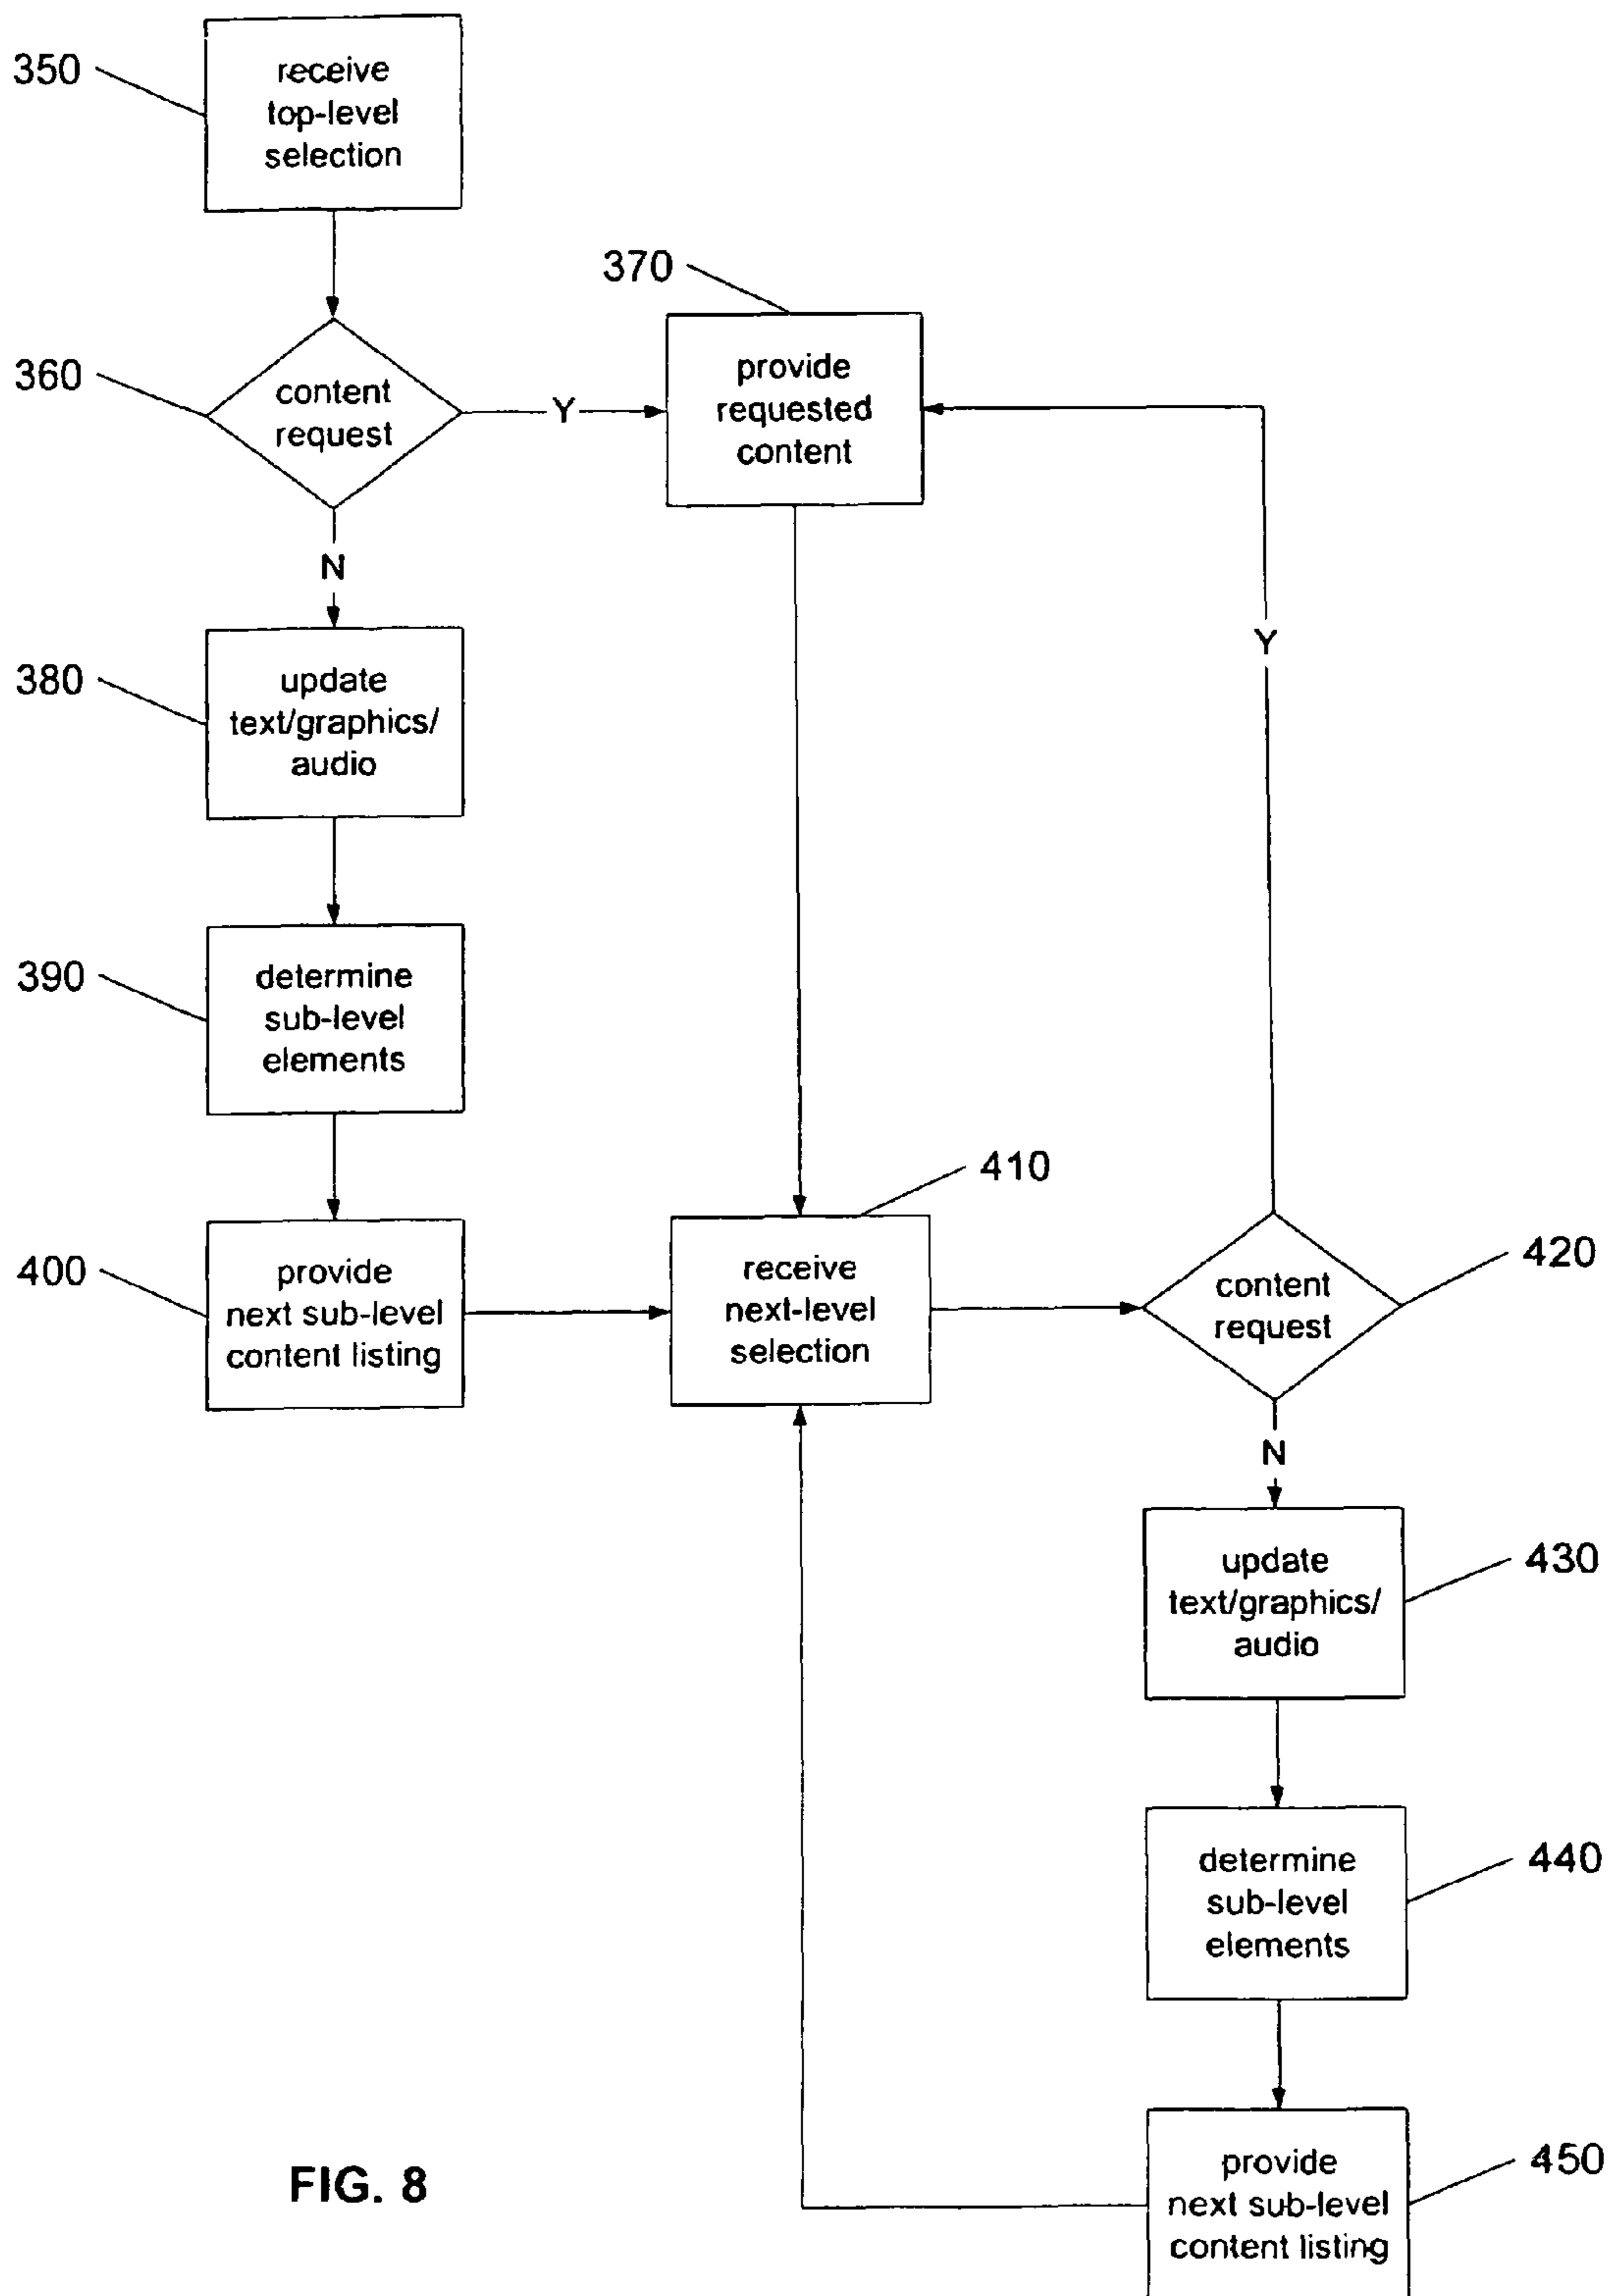 350
receive
top-level
selection
370
360
content
request
Y
provide
requested
content
N
Y
380
update
text/graphics/
audio
390
determine
sub-level
elements
410
400
provide
next sub-level
content listing
receive
next-level
selection
420
content
request
N
430
update
text/graphics/
audio
440
determine
sub-level
elements
450
provide
next sub-level
content listing
FIG. 8